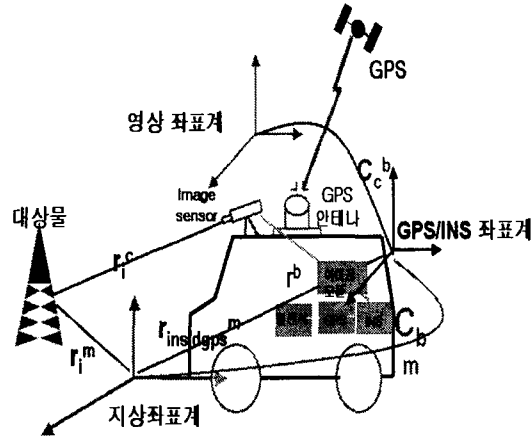 GPS
영상 좌표계
C_c^b
Image
sensor
GPS
안테나
대상물
GPS/INS 좌표계
r_i^c
r^b
r_ins/dgps^m
C_b^m
r_i^m
지상좌표계